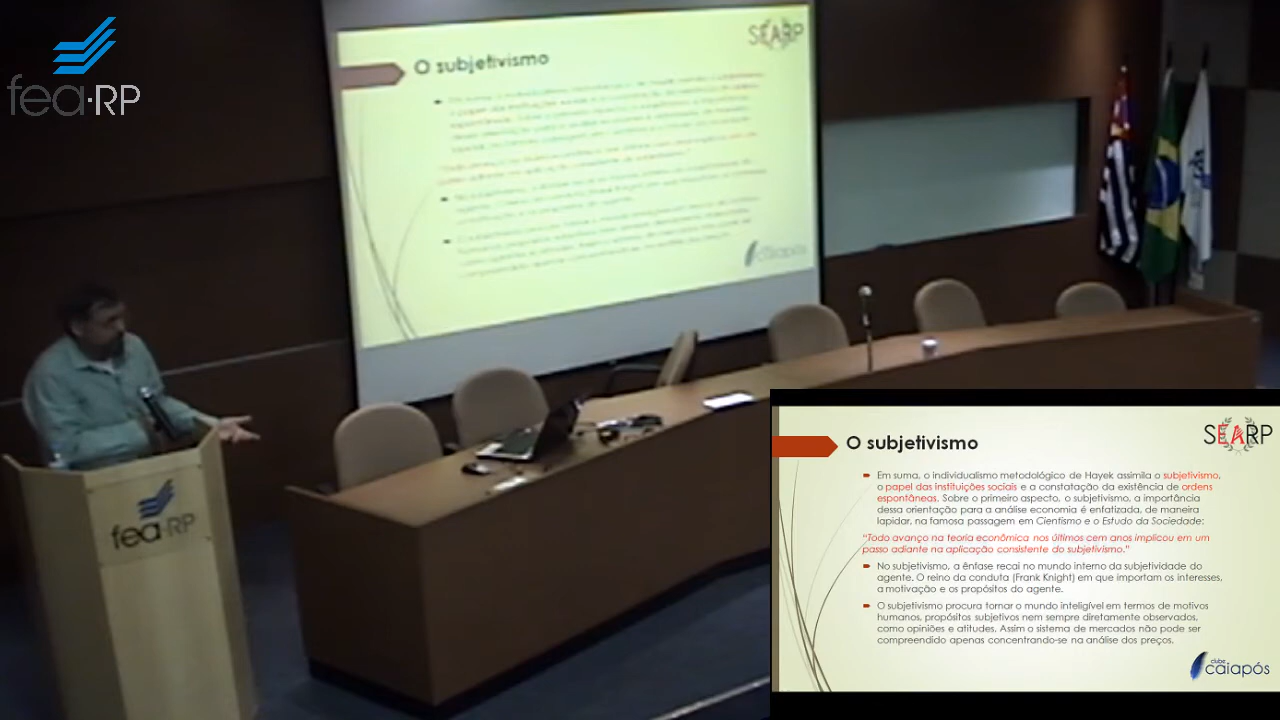 fea-RP
O subjetivismo
SEARP
caiapós
fea-RP
O subjetivismo
SEARP
Em suma, o individualismo metodológico de Hayek assimila o subjetivismo,
o papel das instituições sociais e a constatação da existência de ordens
espontâneas. Sobre o primeiro aspecto, o subjetivismo, a importância
dessa orientação para a análise economia é enfatizada, de maneira
lapidar, na famosa passagem em Cientismo e o Estudo da Sociedade:
“Todo avanço na teoria econômica nos últimos cem anos implicou em um
passo adiante na aplicação consistente do subjetivismo.”
No subjetivismo, a ênfase recai no mundo interno da subjetividade do
agente. O reino da conduta (Frank Knight) em que importam os interesses,
a motivação e os propósitos do agente.
O subjetivismo procura tornar o mundo inteligível em termos de motivos
humanos, propósitos subjetivos nem sempre diretamente observados,
como opiniões e atitudes. Assim o sistema de mercados não pode ser
compreendido apenas concentrando-se na análise dos preços.
clube
caiapós